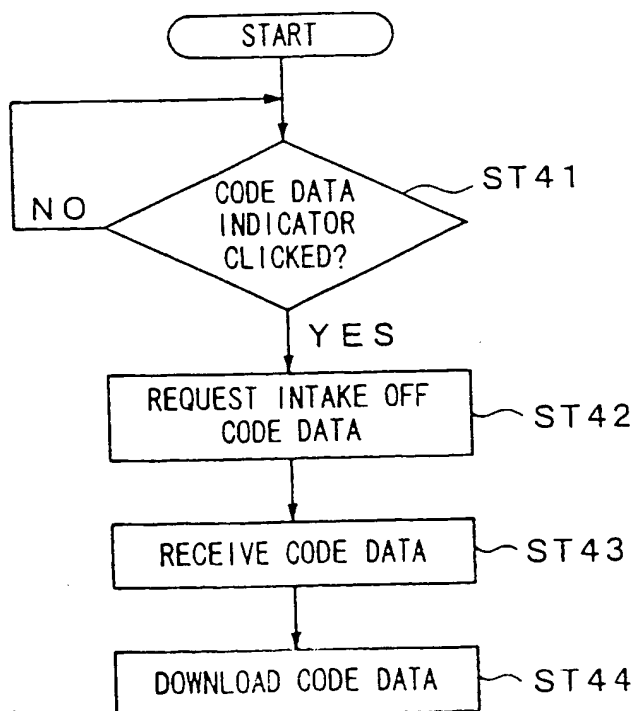 START
CODE DATA
INDICATOR
CLICKED?
ST41
NO
YES
REQUEST INTAKE OFF
CODE DATA
ST42
RECEIVE CODE DATA
ST43
DOWNLOAD CODE DATA
ST44